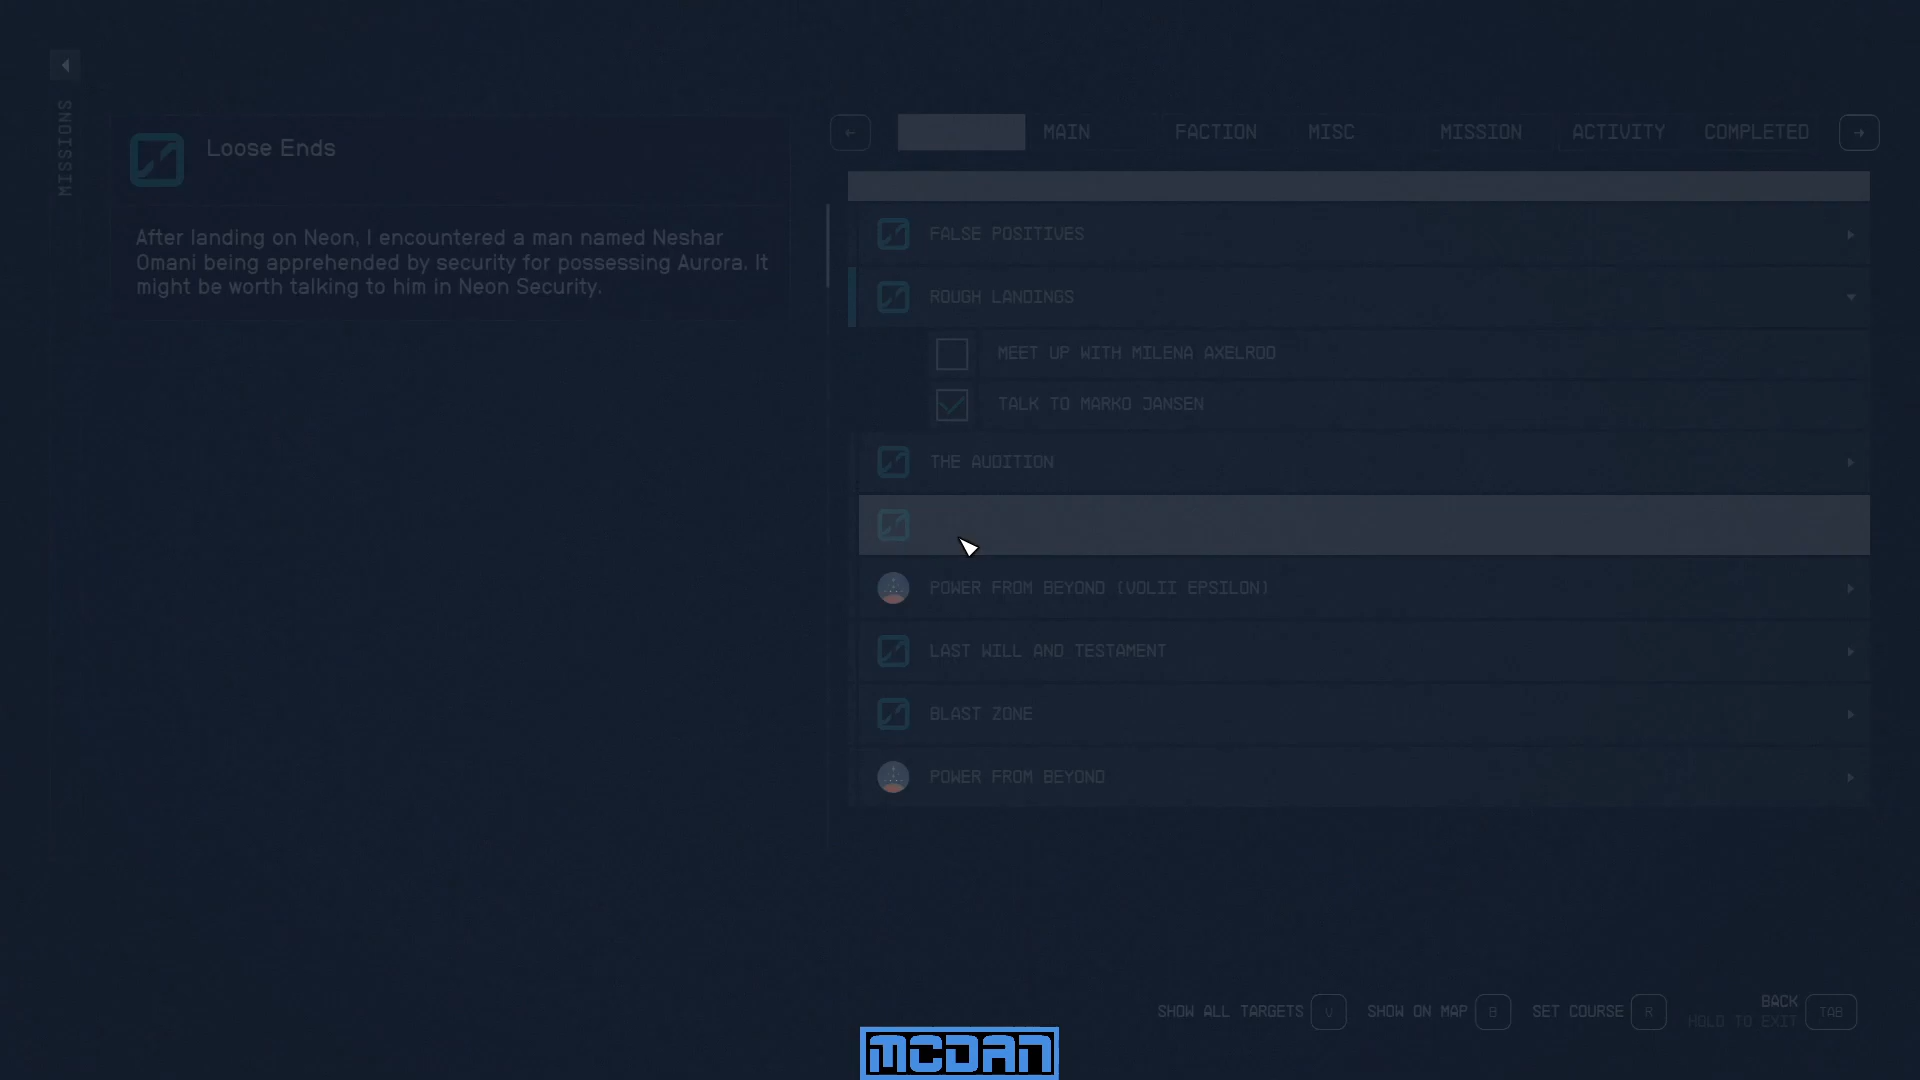 MISSIONS
Loose Ends
After landing on Neon, I encountered a man named Neshar
Omani being apprehended by security for possessing Aurora. It
might be worth talking to him in Neon Security.
MAIN
FACTION
MISC
MISSION
ACTIVITY
COMPLETED
FALSE POSITIVES
ROUGH LANDINGS
MEET UP WITH MILENA AXELROD
TALK TO MARKO JANSEN
THE AUDITION
POWER FROM BEYOND (VOLII EPSILON)
LAST WILL AND TESTAMENT
BLAST ZONE
POWER FROM BEYOND
SHOW ALL TARGETS V
SHOW ON MAP B
SET COURSE R
BACK TAB
HOLD TO EXIT
MCDAN